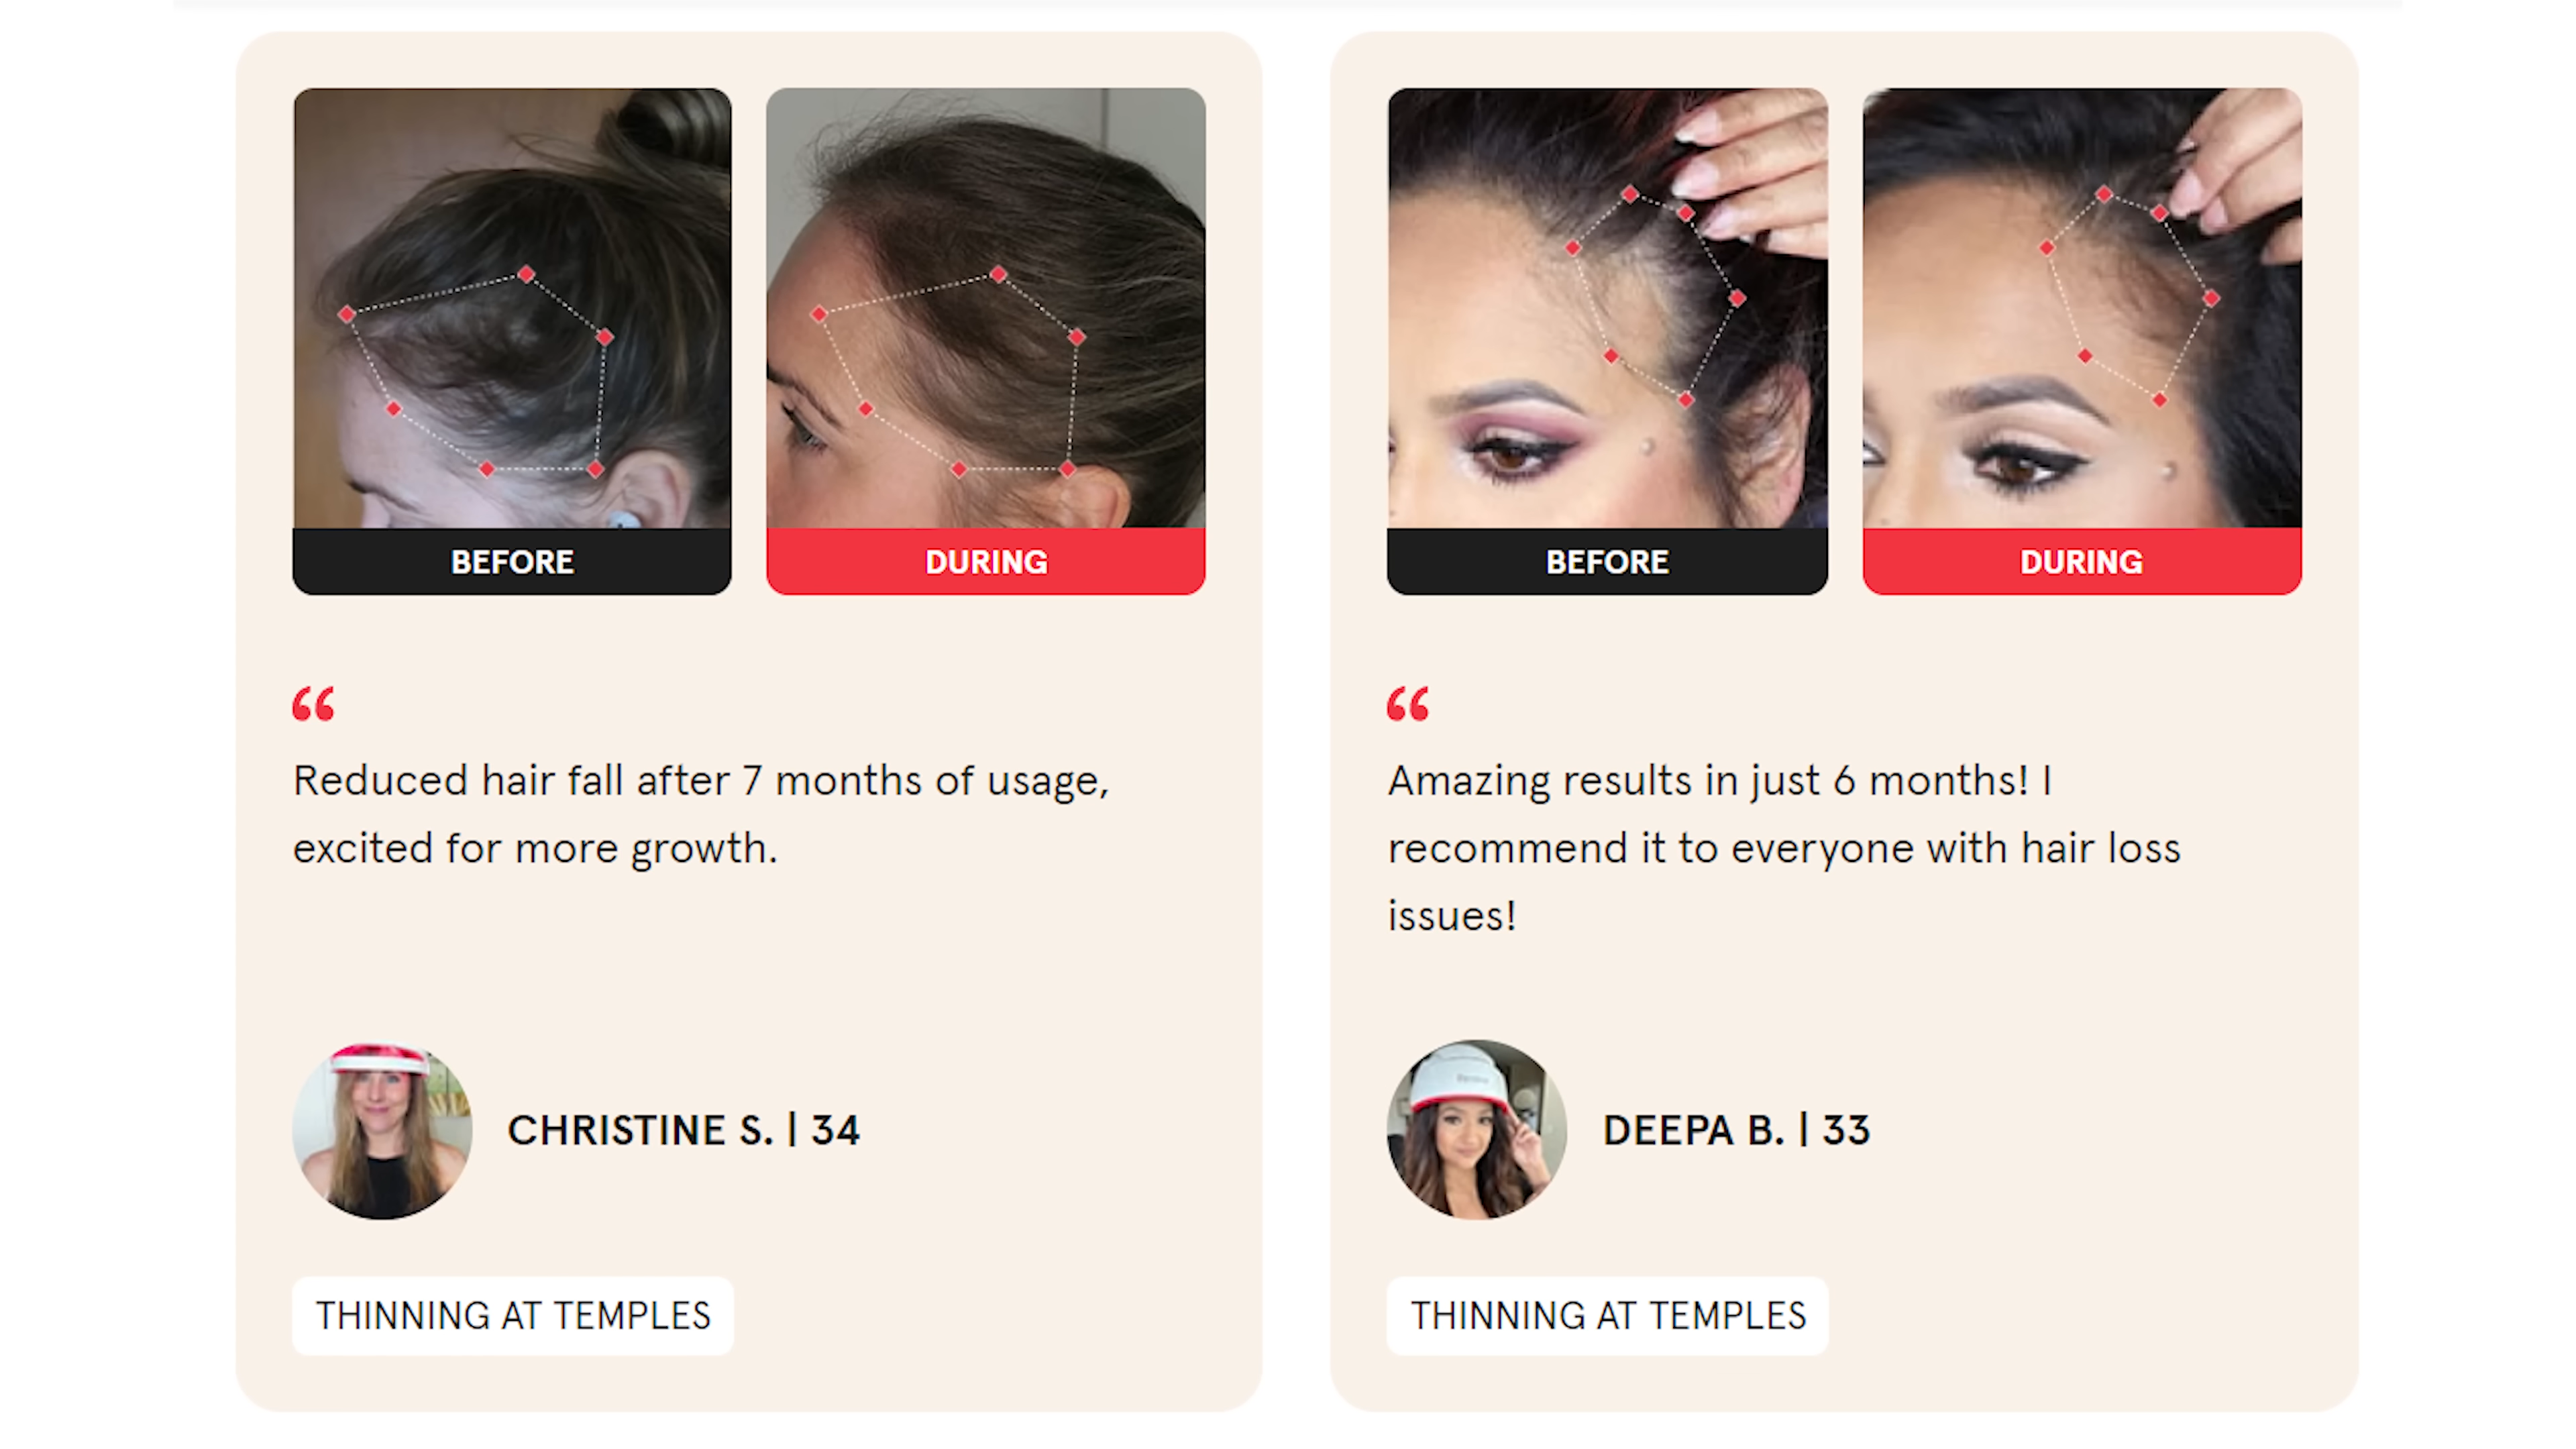 BEFORE
DURING
“
Reduced hair fall after 7 months of usage,
excited for more growth.
CHRISTINE S. | 34
THINNING AT TEMPLES
BEFORE
DURING
“
Amazing results in just 6 months! I
recommend it to everyone with hair loss
issues!
DEEPA B. | 33
THINNING AT TEMPLES